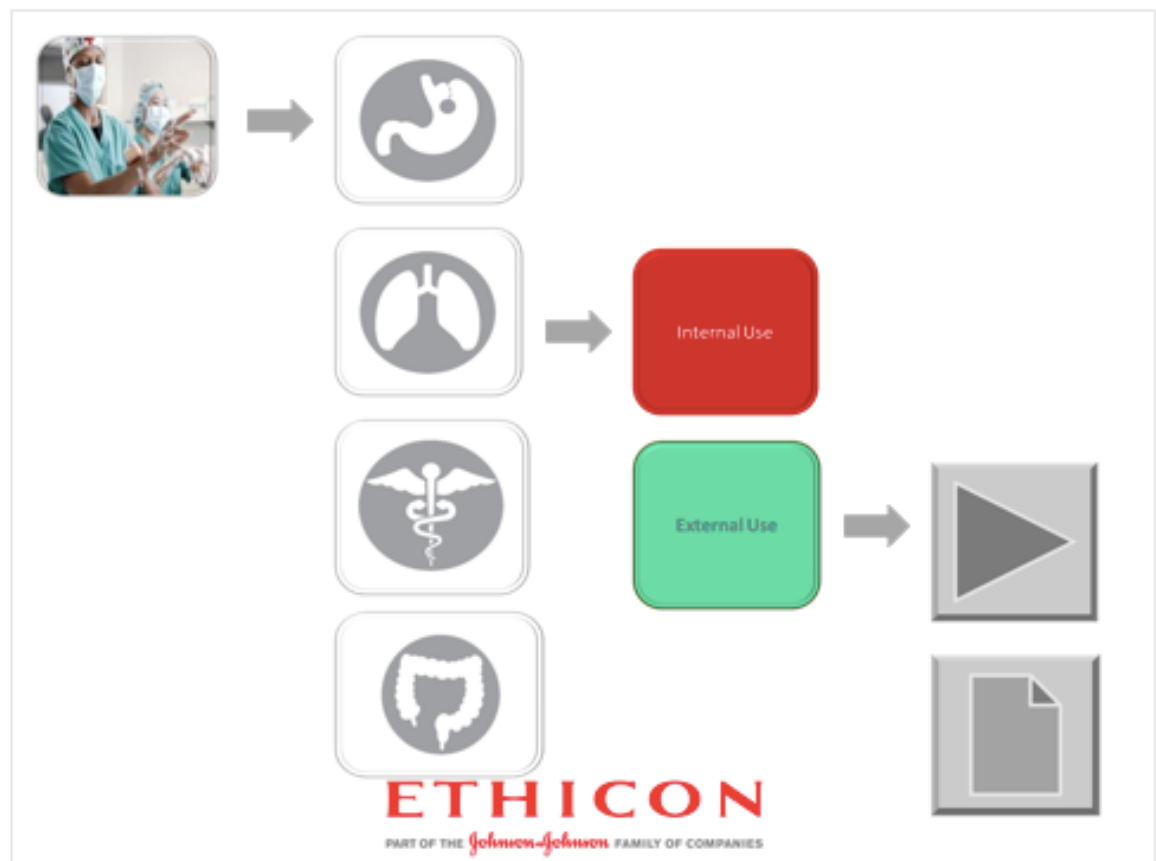 Internal Use
External Use
ETHICON
PART OF THE Johnson & Johnson FAMILY OF COMPANIES